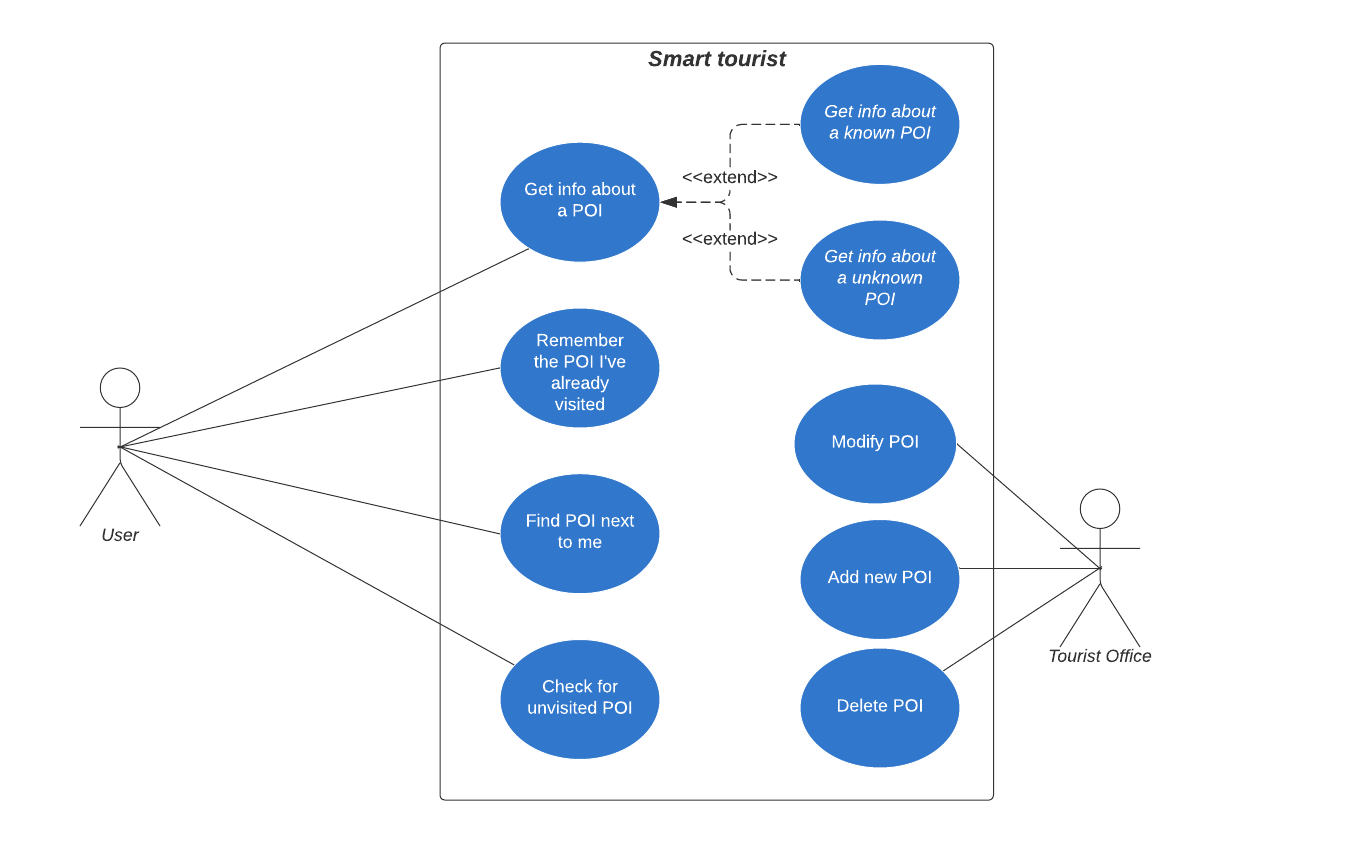 Smart tourist
Get info about
a known POI
<<extend>>
Get info about
a POI
<<extend>>
Get info about
a unknown
POI
Remember
the POI I've
already
visited
Modify POI
User
Find POI next
to me
Add new POI
Tourist Office
Check for
unvisited POI
Delete POI